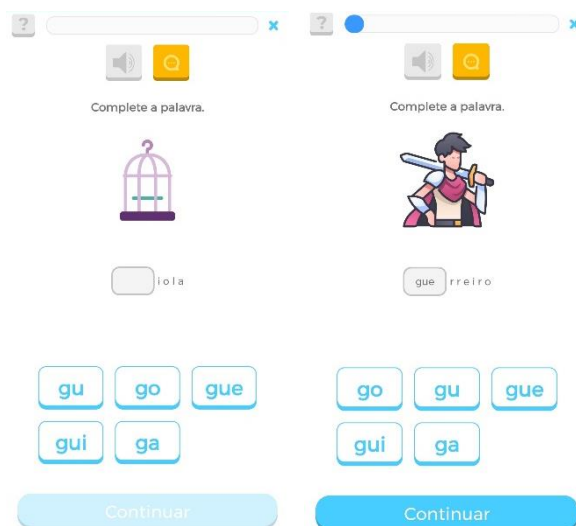 ?
Complete a palavra.
iola
gu go gue
gui ga
Continuar
?
Complete a palavra.
gue rreiro
go gu gue
gui ga
Continuar